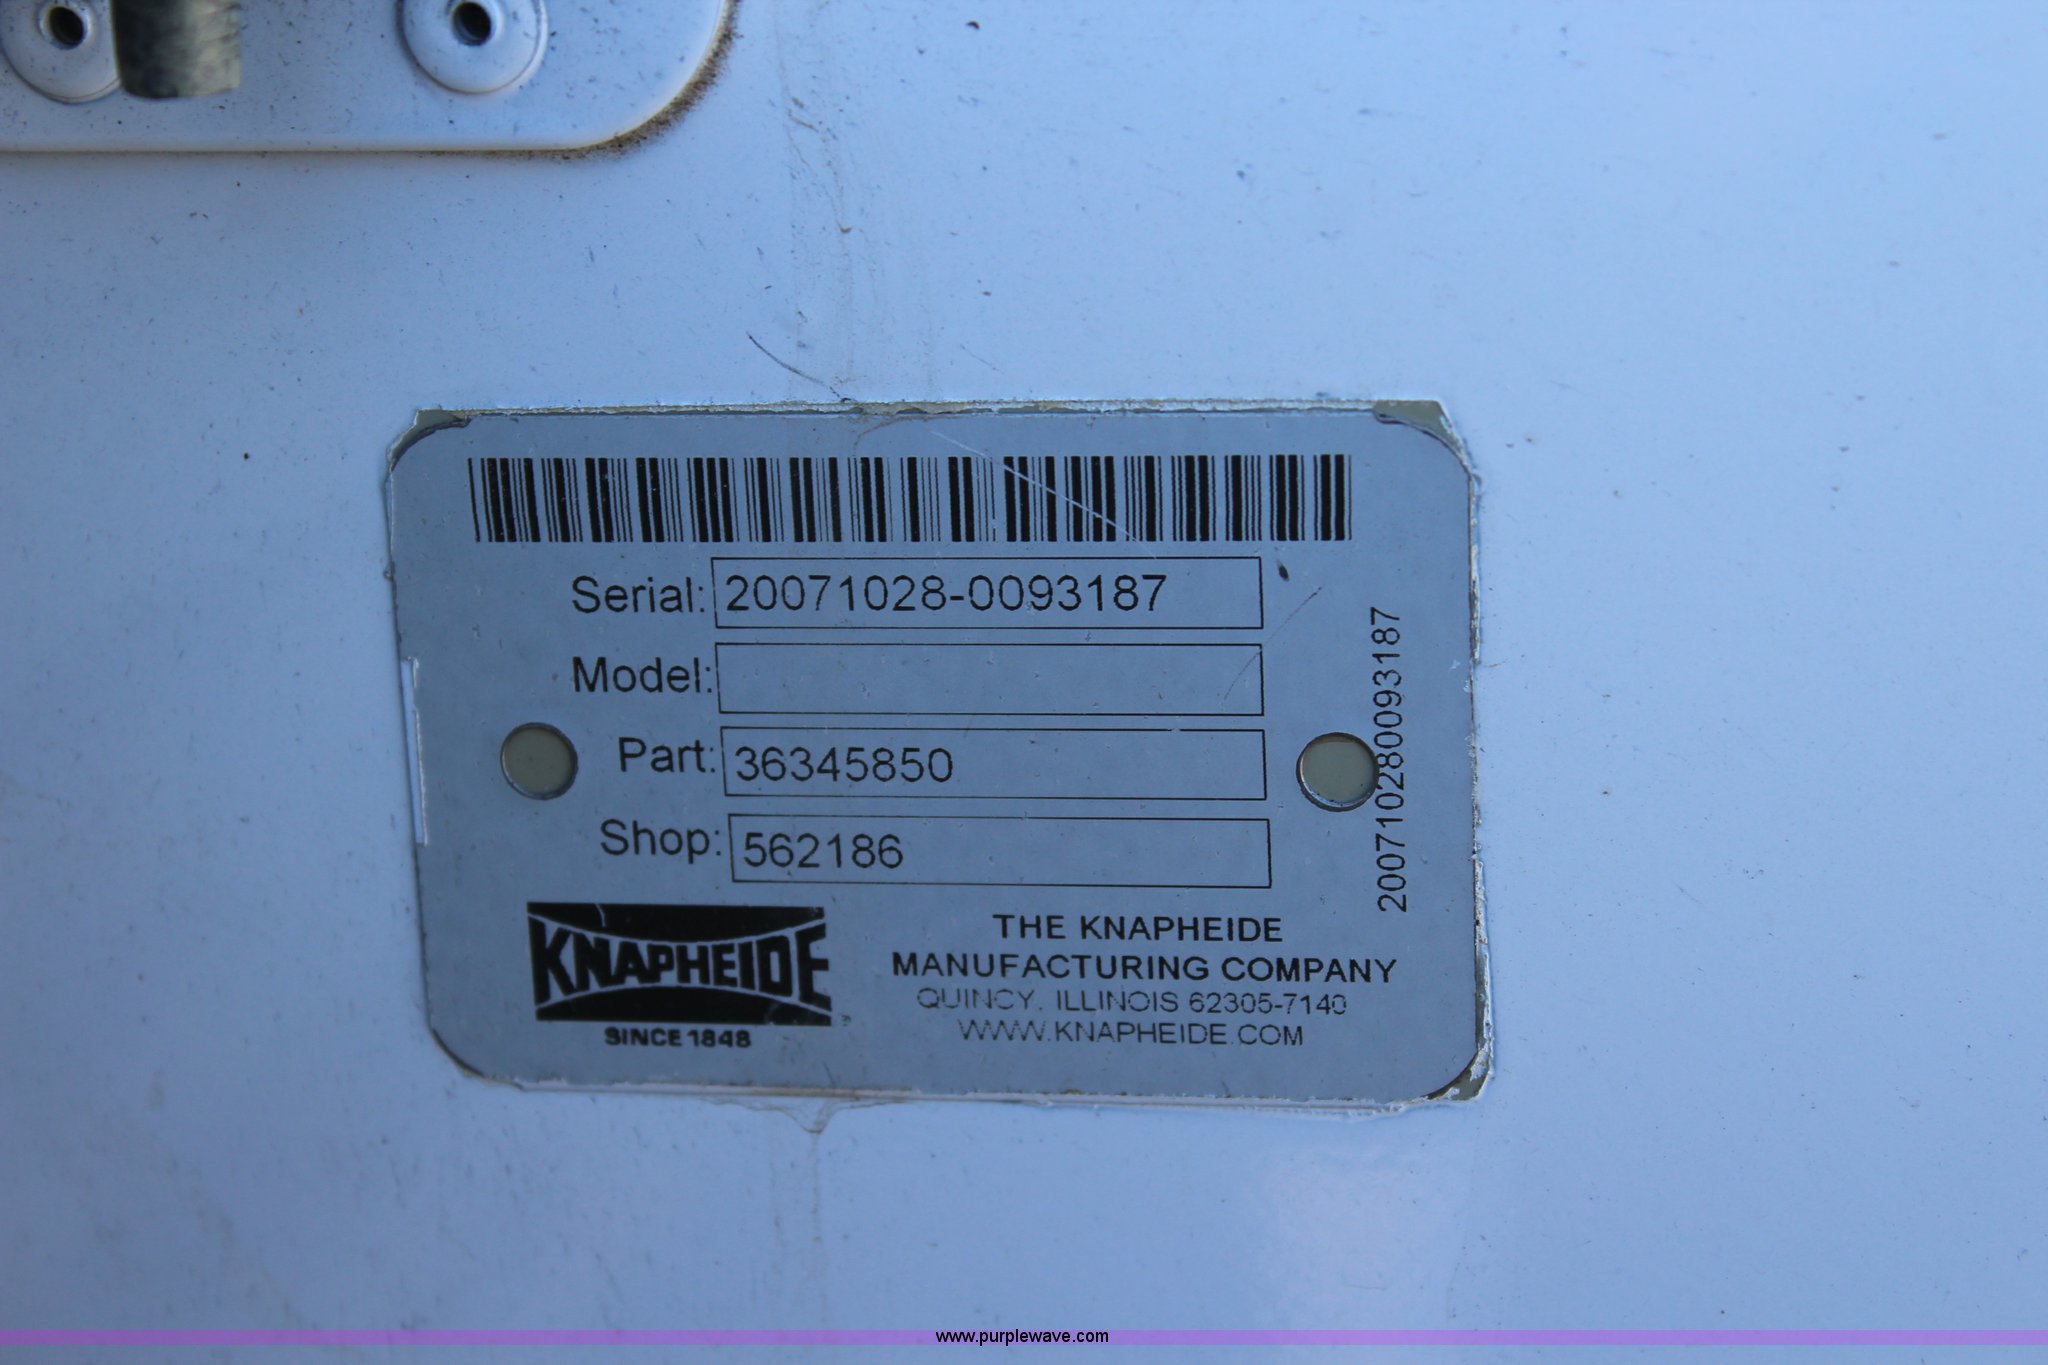 Serial: 20071028-0093187
Model:
Part: 36345850
Shop: 562186
200710280093187
KNAPHEIDE
SINCE 1848
THE KNAPHEIDE
MANUFACTURING COMPANY
QUINCY, ILLINOIS 62305-7140
WWW.KNAPHEIDE.COM
www.purplewave.com